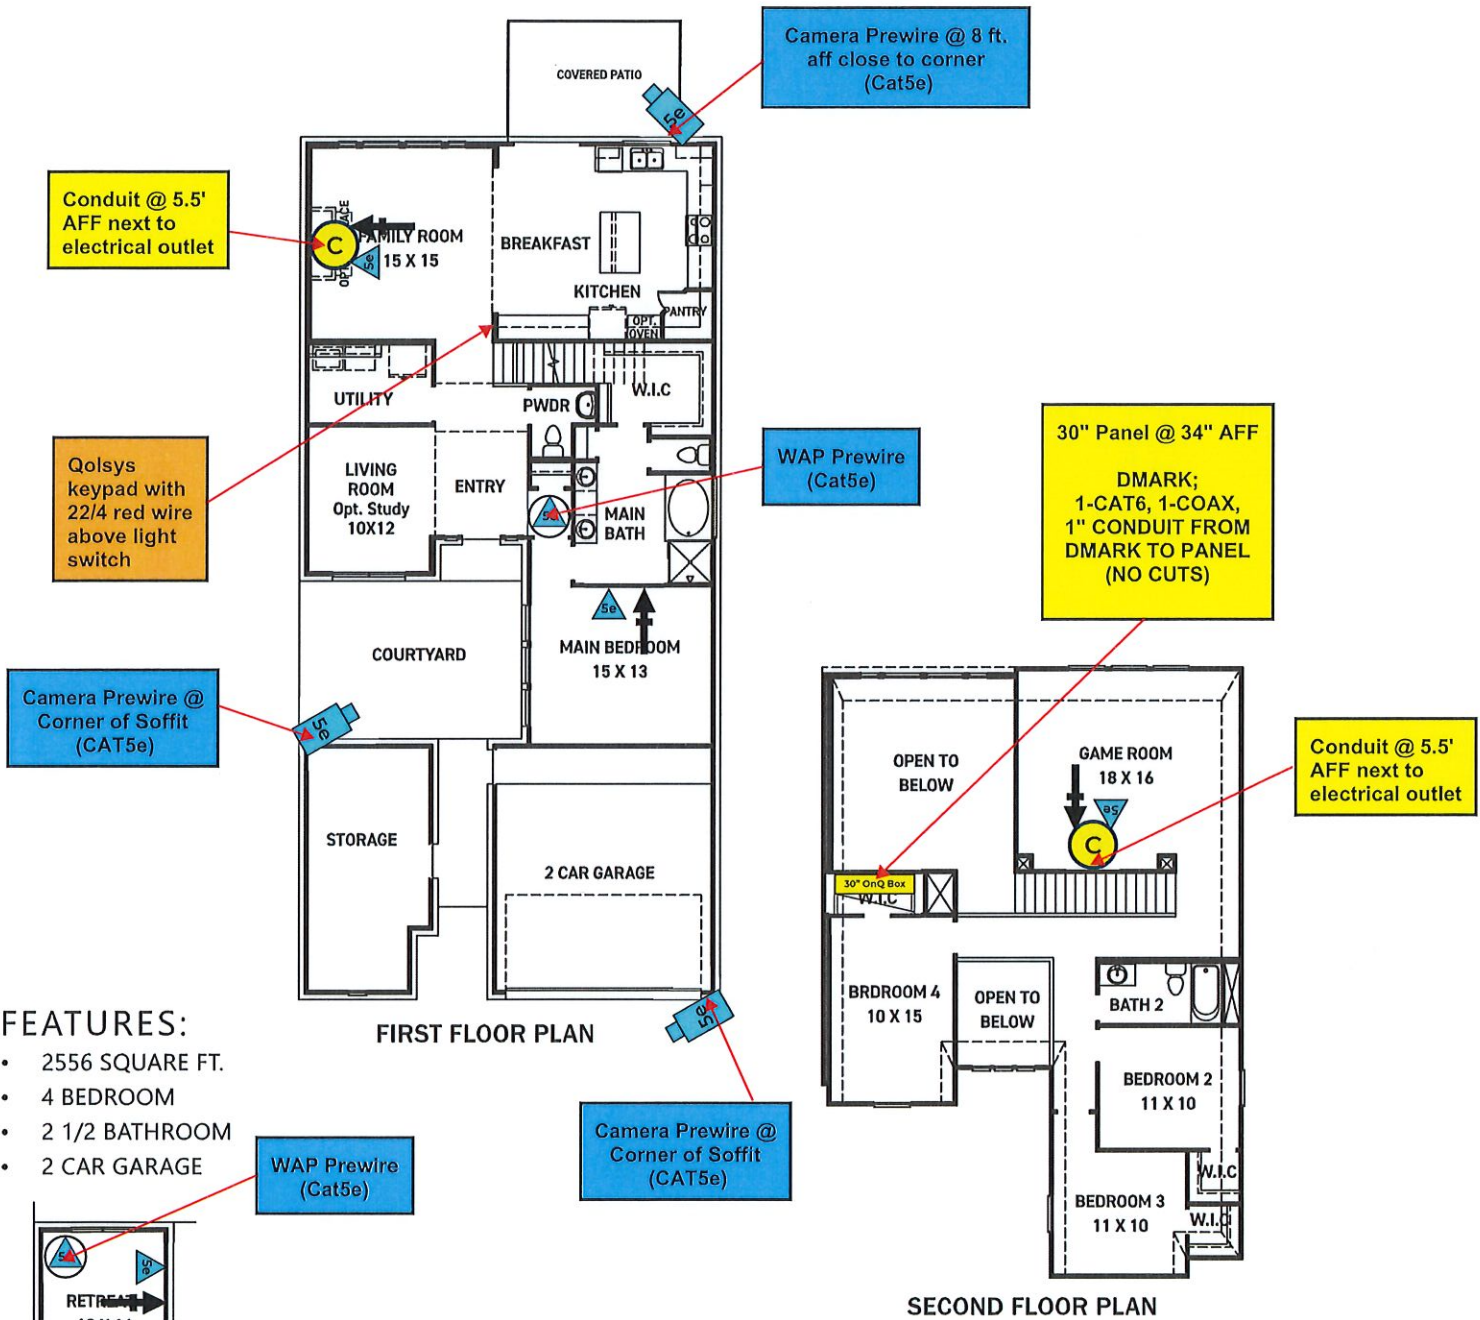 Camera Prewire @ 8 ft.
aff close to corner
(Cat5e)
COVERED PATIO
5e
Conduit @ 5.5'
AFF next to
electrical outlet
C
FAMILY ROOM
15 X 15
5e
BREAKFAST
KITCHEN
PANTRY
OPT.
OVEN
UTILITY
PWDR
W.I.C
Qolsys
keypad with
22/4 red wire
above light
switch
LIVING
ROOM
Opt. Study
10X12
ENTRY
MAIN
BATH
WAP Prewire
(Cat5e)
5e
30" Panel @ 34" AFF
DMARK;
1-CAT6, 1-COAX,
1" CONDUIT FROM
DMARK TO PANEL
(NO CUTS)
5e
MAIN BEDROOM
15 X 13
COURTYARD
Camera Prewire @
Corner of Soffit
(CAT5e)
5e
STORAGE
2 CAR GARAGE
5e
FIRST FLOOR PLAN
Camera Prewire @
Corner of Soffit
(CAT5e)
OPEN TO
BELOW
GAME ROOM
18 X 16
5e
C
Conduit @ 5.5'
AFF next to
electrical outlet
30" OnQ Box
W.I.C
BRDROOM 4
10 X 15
OPEN TO
BELOW
BATH 2
BEDROOM 2
11 X 10
W.I.C
BEDROOM 3
11 X 10
W.I.C
SECOND FLOOR PLAN
FEATURES:
• 2556 SQUARE FT.
• 4 BEDROOM
• 2 1/2 BATHROOM
• 2 CAR GARAGE
WAP Prewire
(Cat5e)
5e
RETREAT